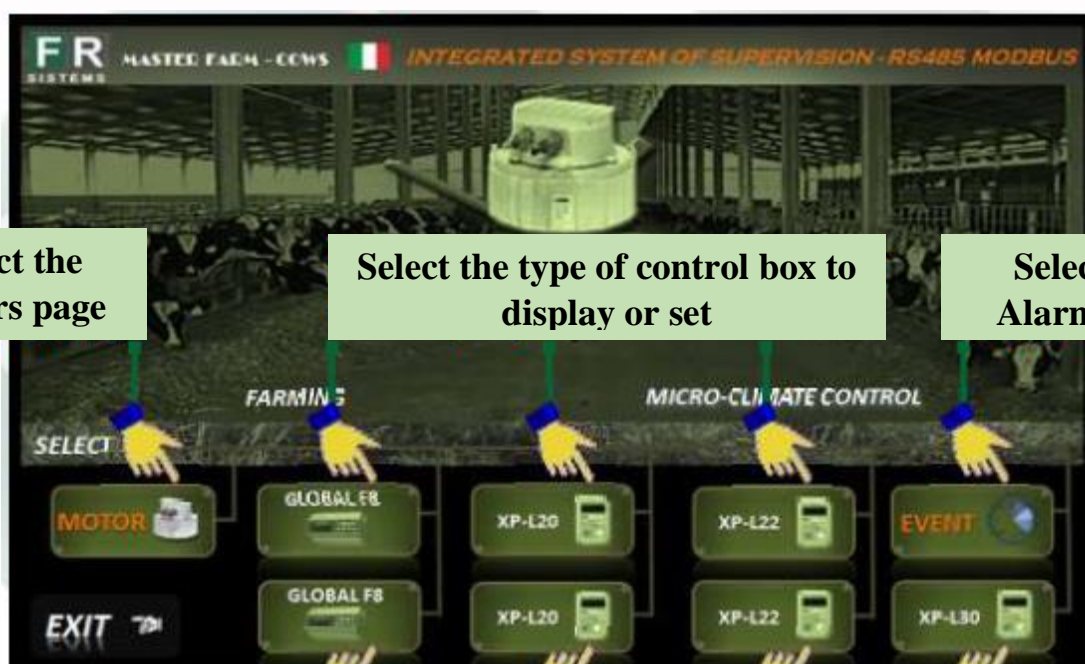 FR
SISTEMS
MASTER FARM - COWS
INTEGRATED SYSTEM OF SUPERVISION - RS485 MODBUS
ct the
rs page
Select the type of control box to
display or set
Selec
Alarm
FARMING
MICRO-CLIMATE CONTROL
SELECT
MOTOR
GLOBAL F8
XP-L20
XP-L22
EVENT
EXIT
GLOBAL F8
XP-L20
XP-L22
XP-L30